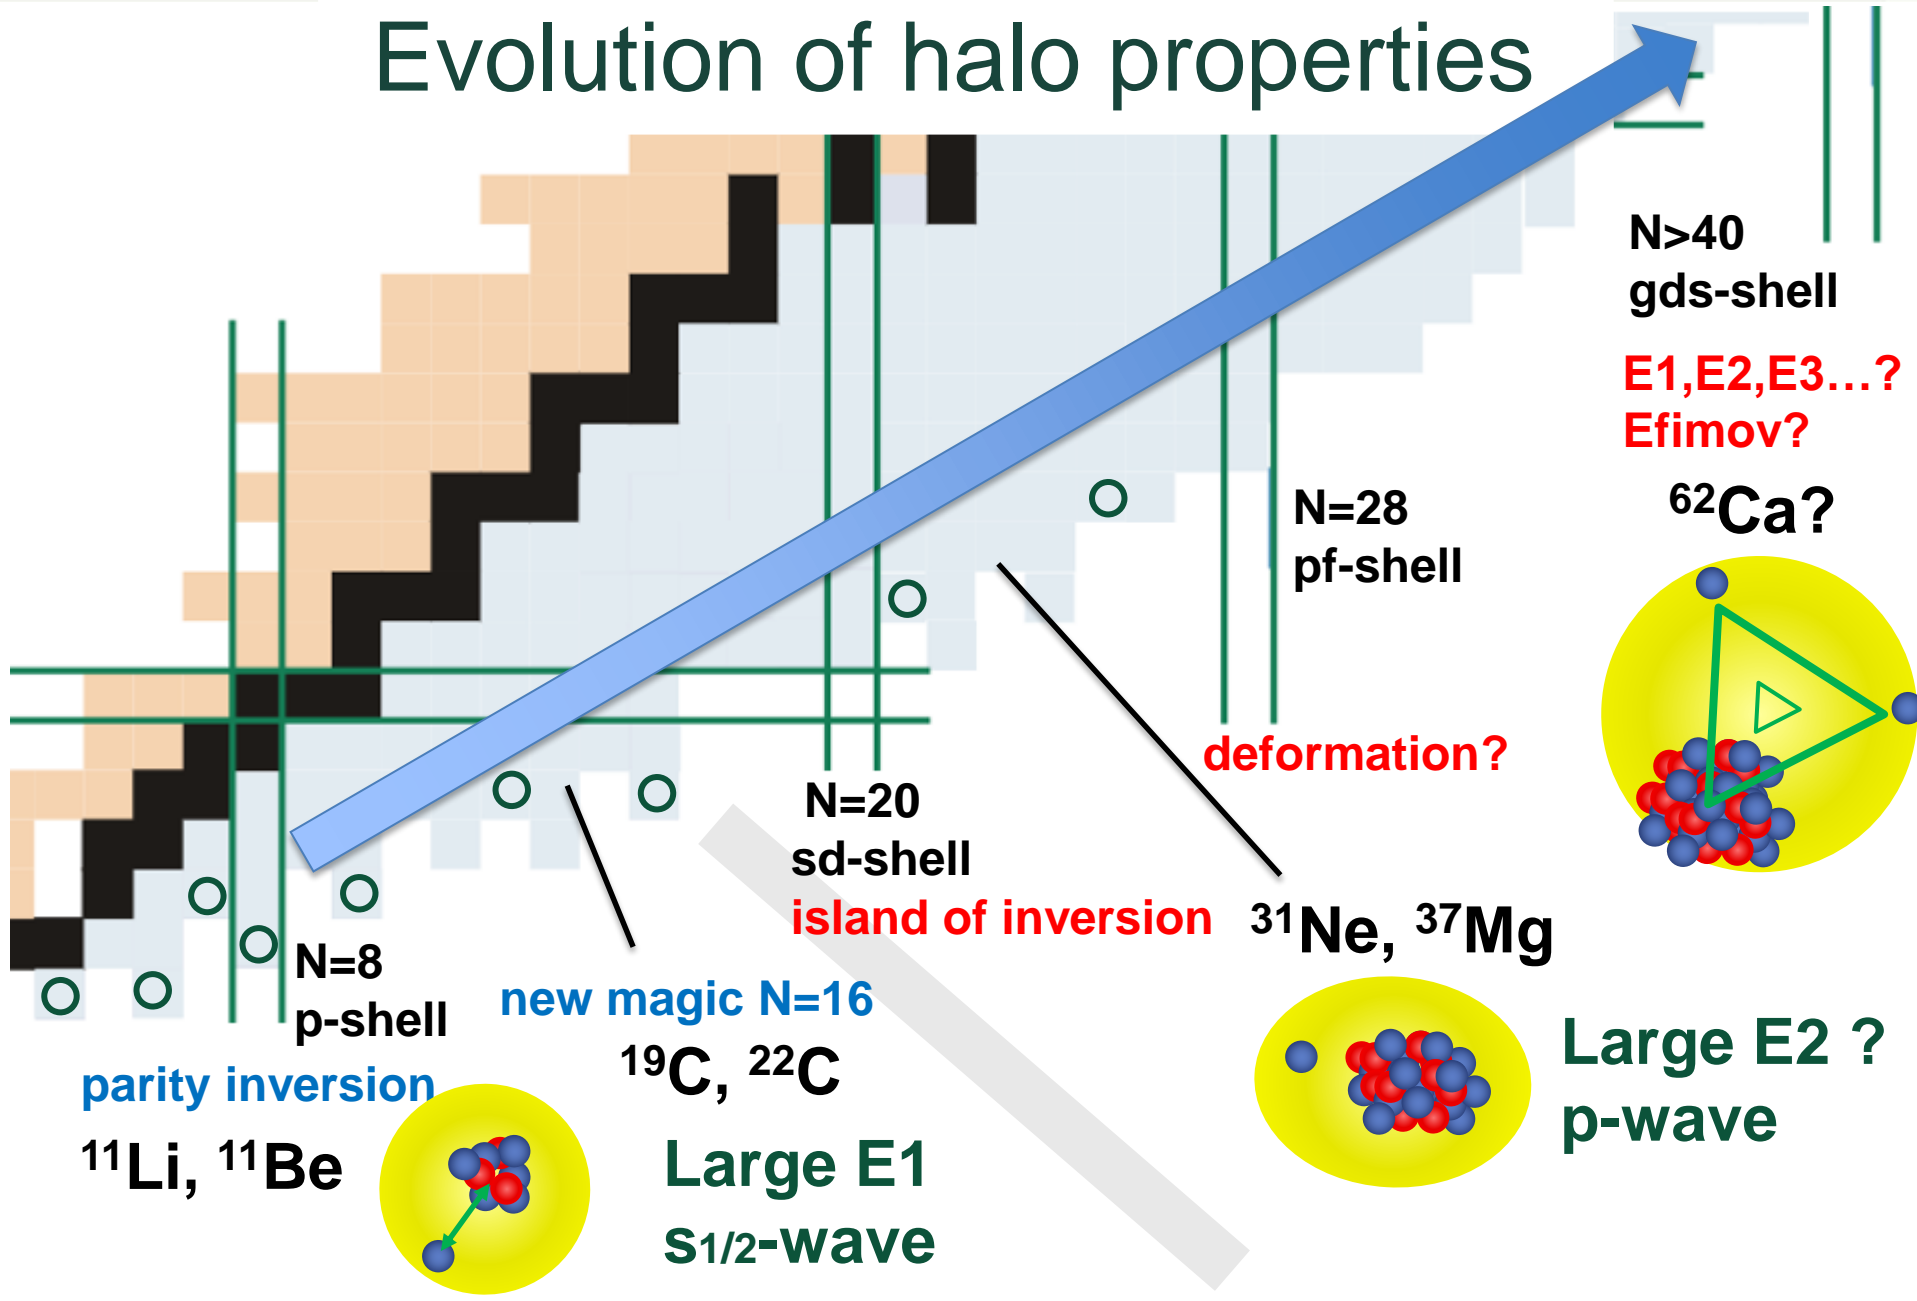 Evolution of halo properties
N>40
gds-shell
E1,E2,E3…?
Efimov?
⁶²Ca?
N=28
pf-shell
deformation?
N=20
sd-shell
island of inversion
³¹Ne, ³⁷Mg
Large E2 ?
p-wave
N=8
p-shell
parity inversion
¹¹Li, ¹¹Be
new magic N=16
¹⁹C, ²²C
Large E1
s1/2-wave